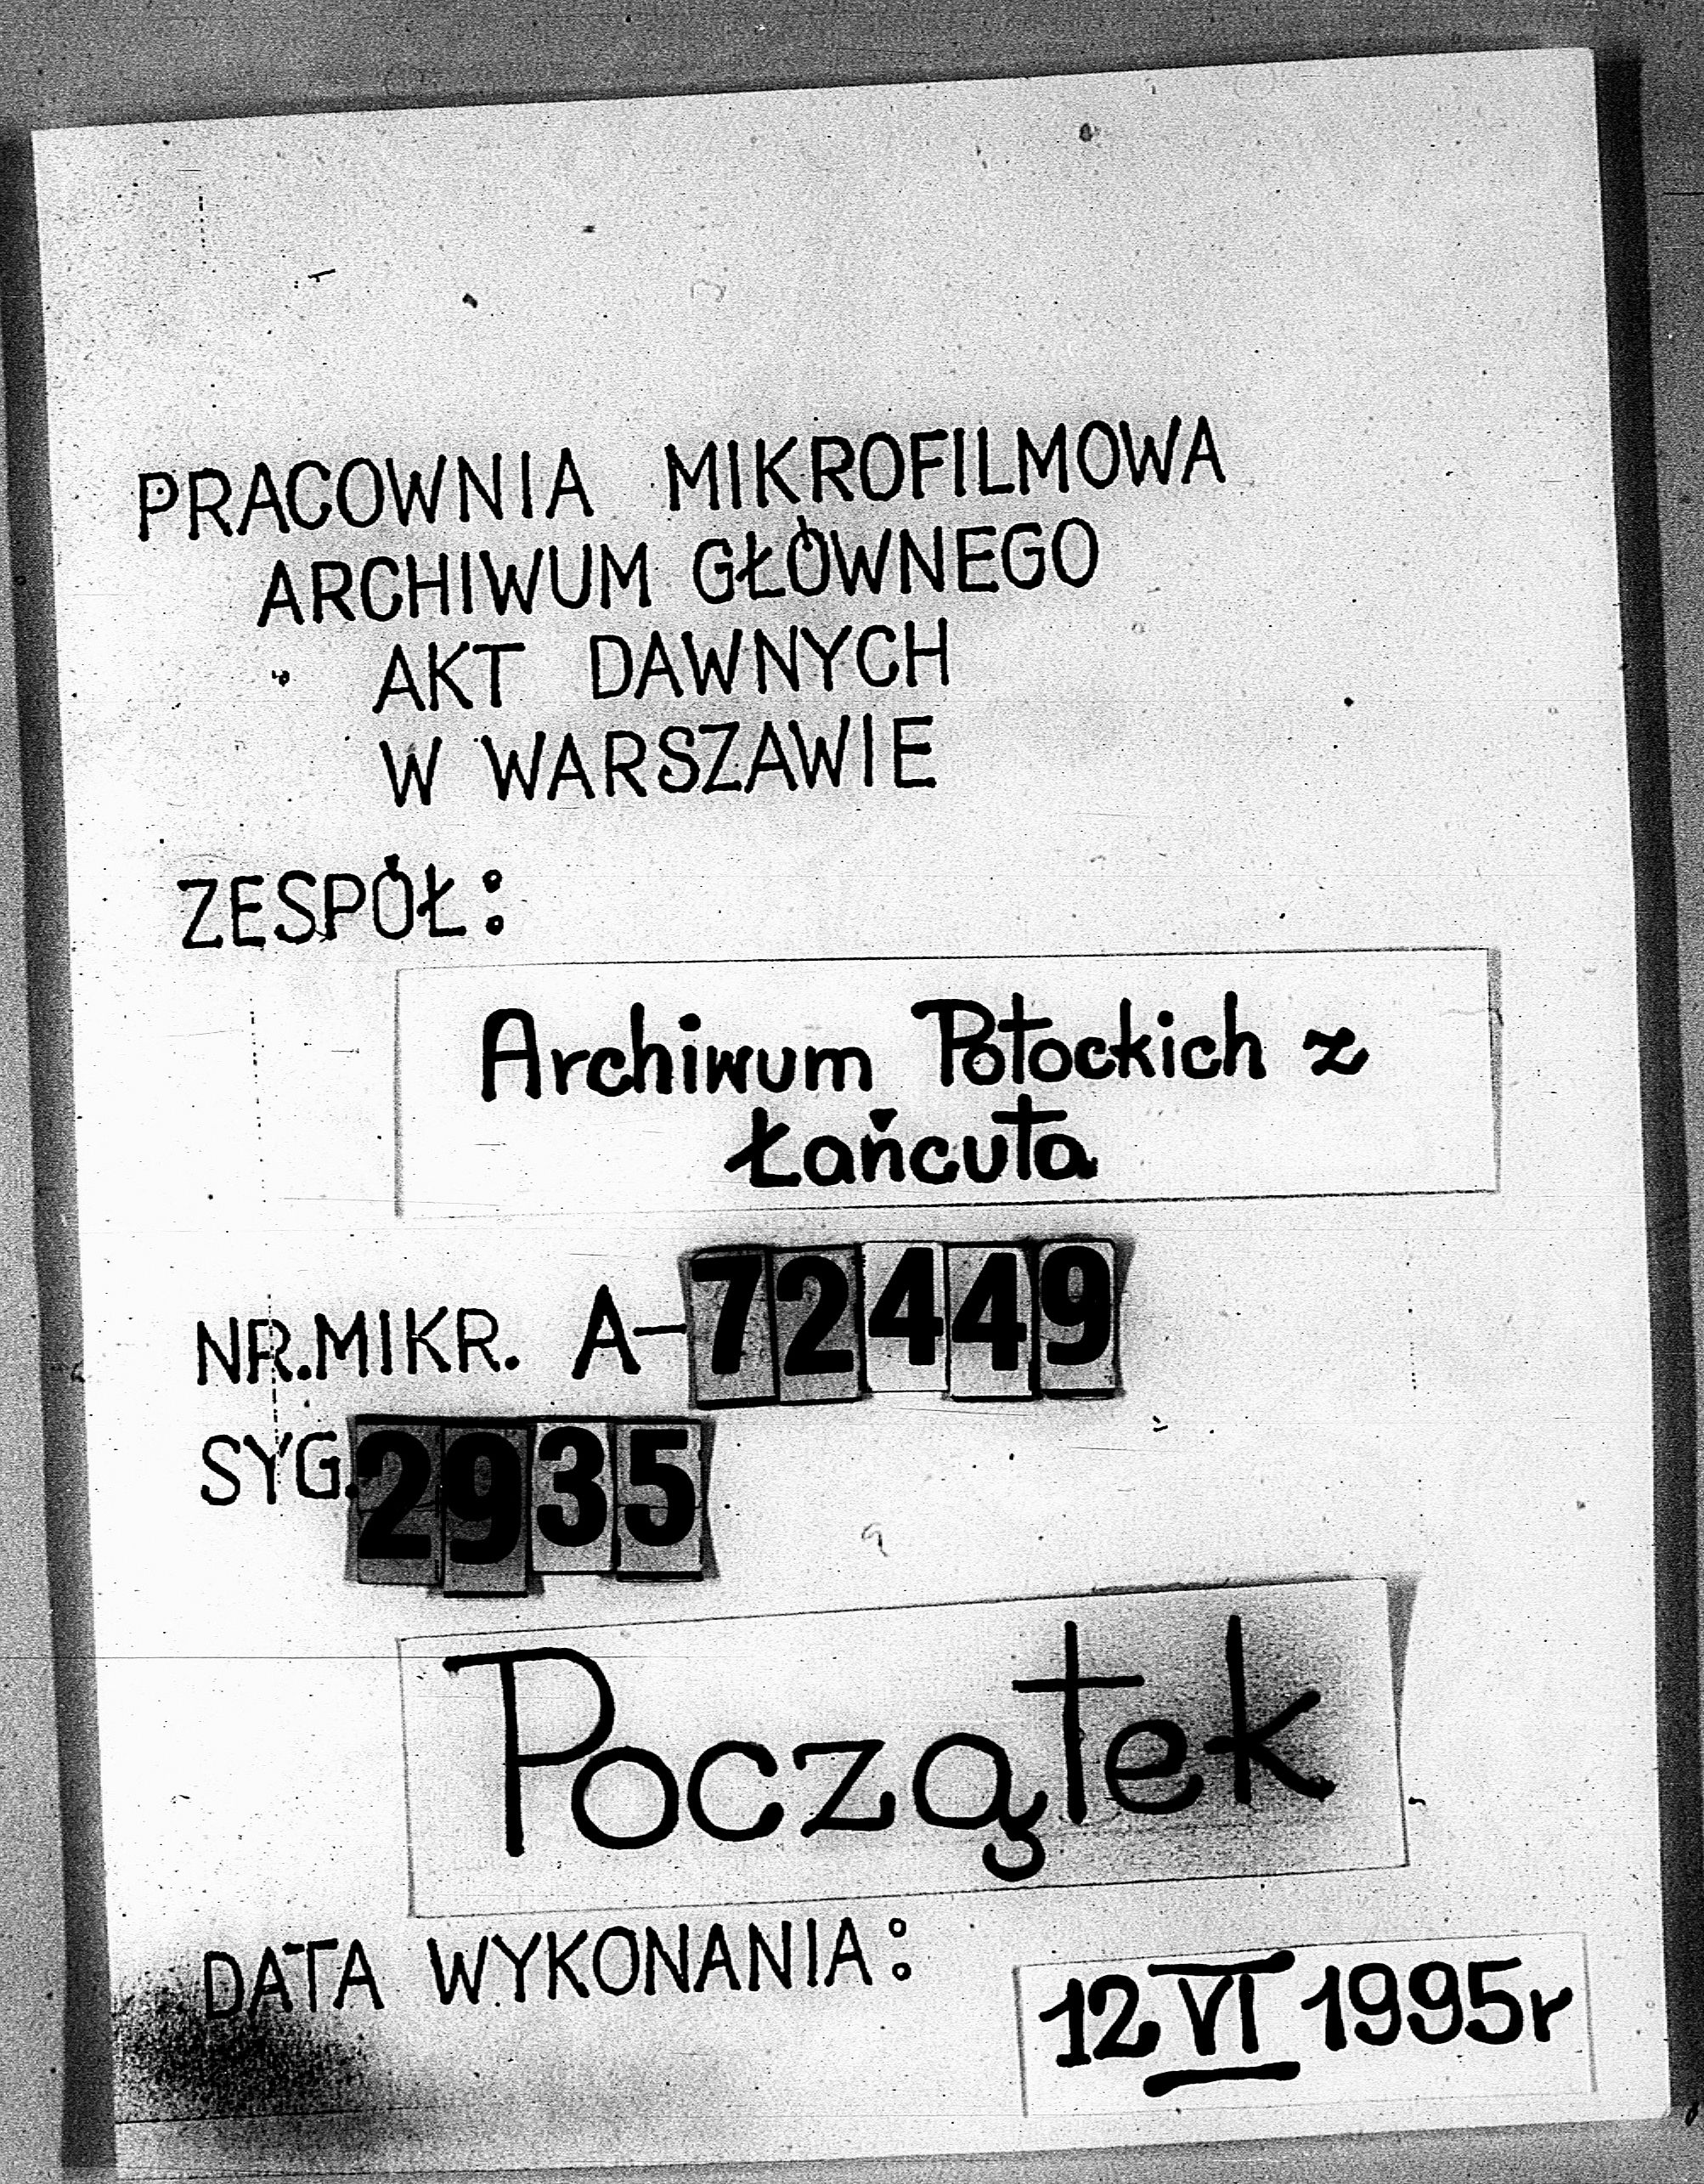 PRACOWNIA MIKROFILMOWA
ARCHIWUM GŁÓWNEGO
AKT DAWNYCH
W WARSZAWIE
ZESPÓŁ:
Archiwum Potockich z
Łańcuta
NR.MIKR. A-72449
SYG.2935
Początek
DATA WYKONANIA: 12 VI 1995r